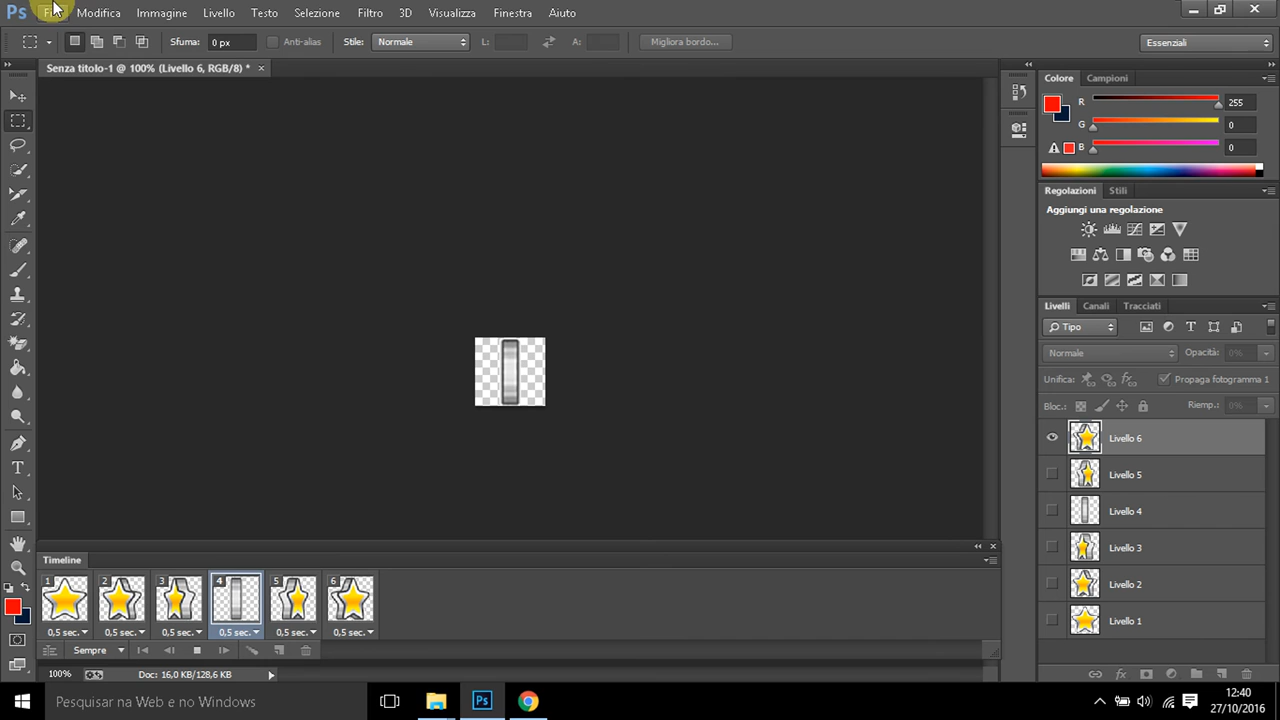 Ps File Modifica Immagine Livello Testo Selezione Filtro 3D Visualizza Finestra Aiuto
Sfuma: 0 px Anti-alias Stile: Normale L: A: Migliora bordo... Essenziali
Senza titolo-1 @ 100% (Livello 6, RGB/8) *
Colore Campioni
R 255
G 0
B 0
Regolazioni Stili
Aggiungi una regolazione
Livelli Canali Tracciati
Tipo
Normale Opacità: 0%
Unifica: Propaga fotogramma 1
Bloc.: Riemp.: 0%
Livello 6
Livello 5
Livello 4
Livello 3
Livello 2
Livello 1
Timeline
1 2 3 4 5 6
0,5 sec. 0,5 sec. 0,5 sec. 0,5 sec. 0,5 sec. 0,5 sec.
Sempre
100% Doc: 16,0 KB/128,6 KB
Pesquisar na Web e no Windows
Ps
12:40
27/10/2016